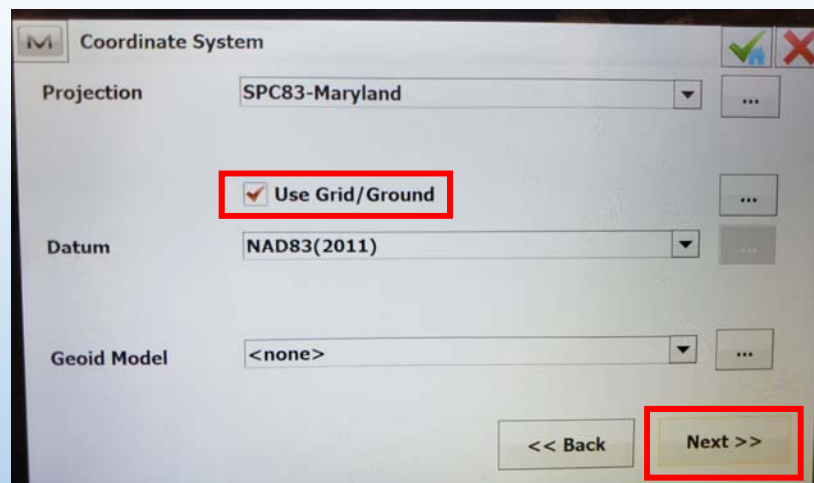 Coordinate System
Projection
SPC83-Maryland
...
Use Grid/Ground
...
Datum
NAD83(2011)
...
Geoid Model
<none>
...
<< Back
Next >>